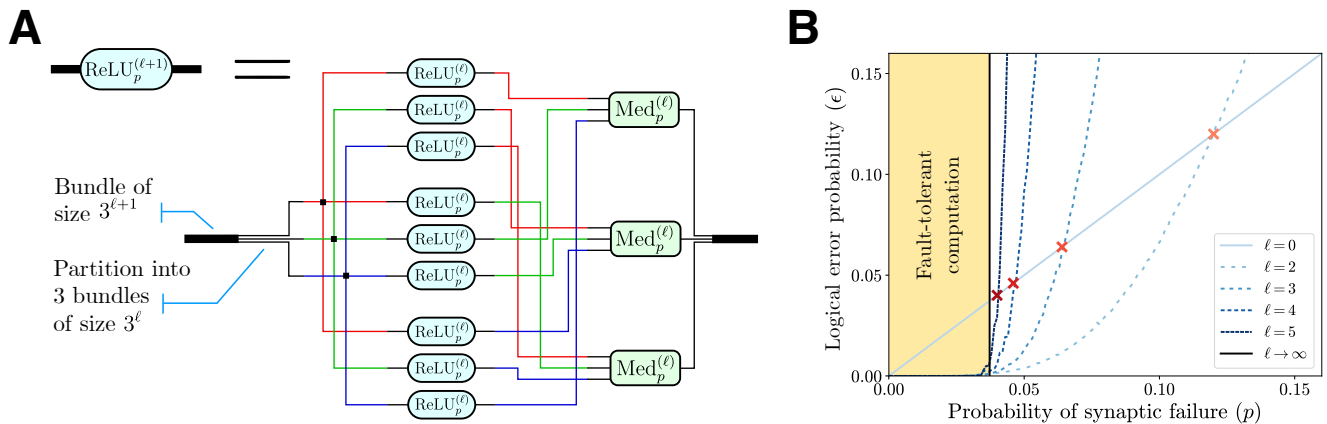 A
ReLU_p^{(ℓ+1)}
Bundle of
size 3^{ℓ+1}
Partition into
3 bundles
of size 3^ℓ
ReLU_p^{(ℓ)}
ReLU_p^{(ℓ)}
ReLU_p^{(ℓ)}
ReLU_p^{(ℓ)}
ReLU_p^{(ℓ)}
ReLU_p^{(ℓ)}
ReLU_p^{(ℓ)}
ReLU_p^{(ℓ)}
ReLU_p^{(ℓ)}
Med_p^{(ℓ)}
Med_p^{(ℓ)}
Med_p^{(ℓ)}
B
Logical error probability (ϵ)
0.15
0.10
0.05
0.00
Fault-tolerant
computation
ℓ = 0
ℓ = 2
ℓ = 3
ℓ = 4
ℓ = 5
ℓ → ∞
0.00 0.05 0.10 0.15
Probability of synaptic failure (p)